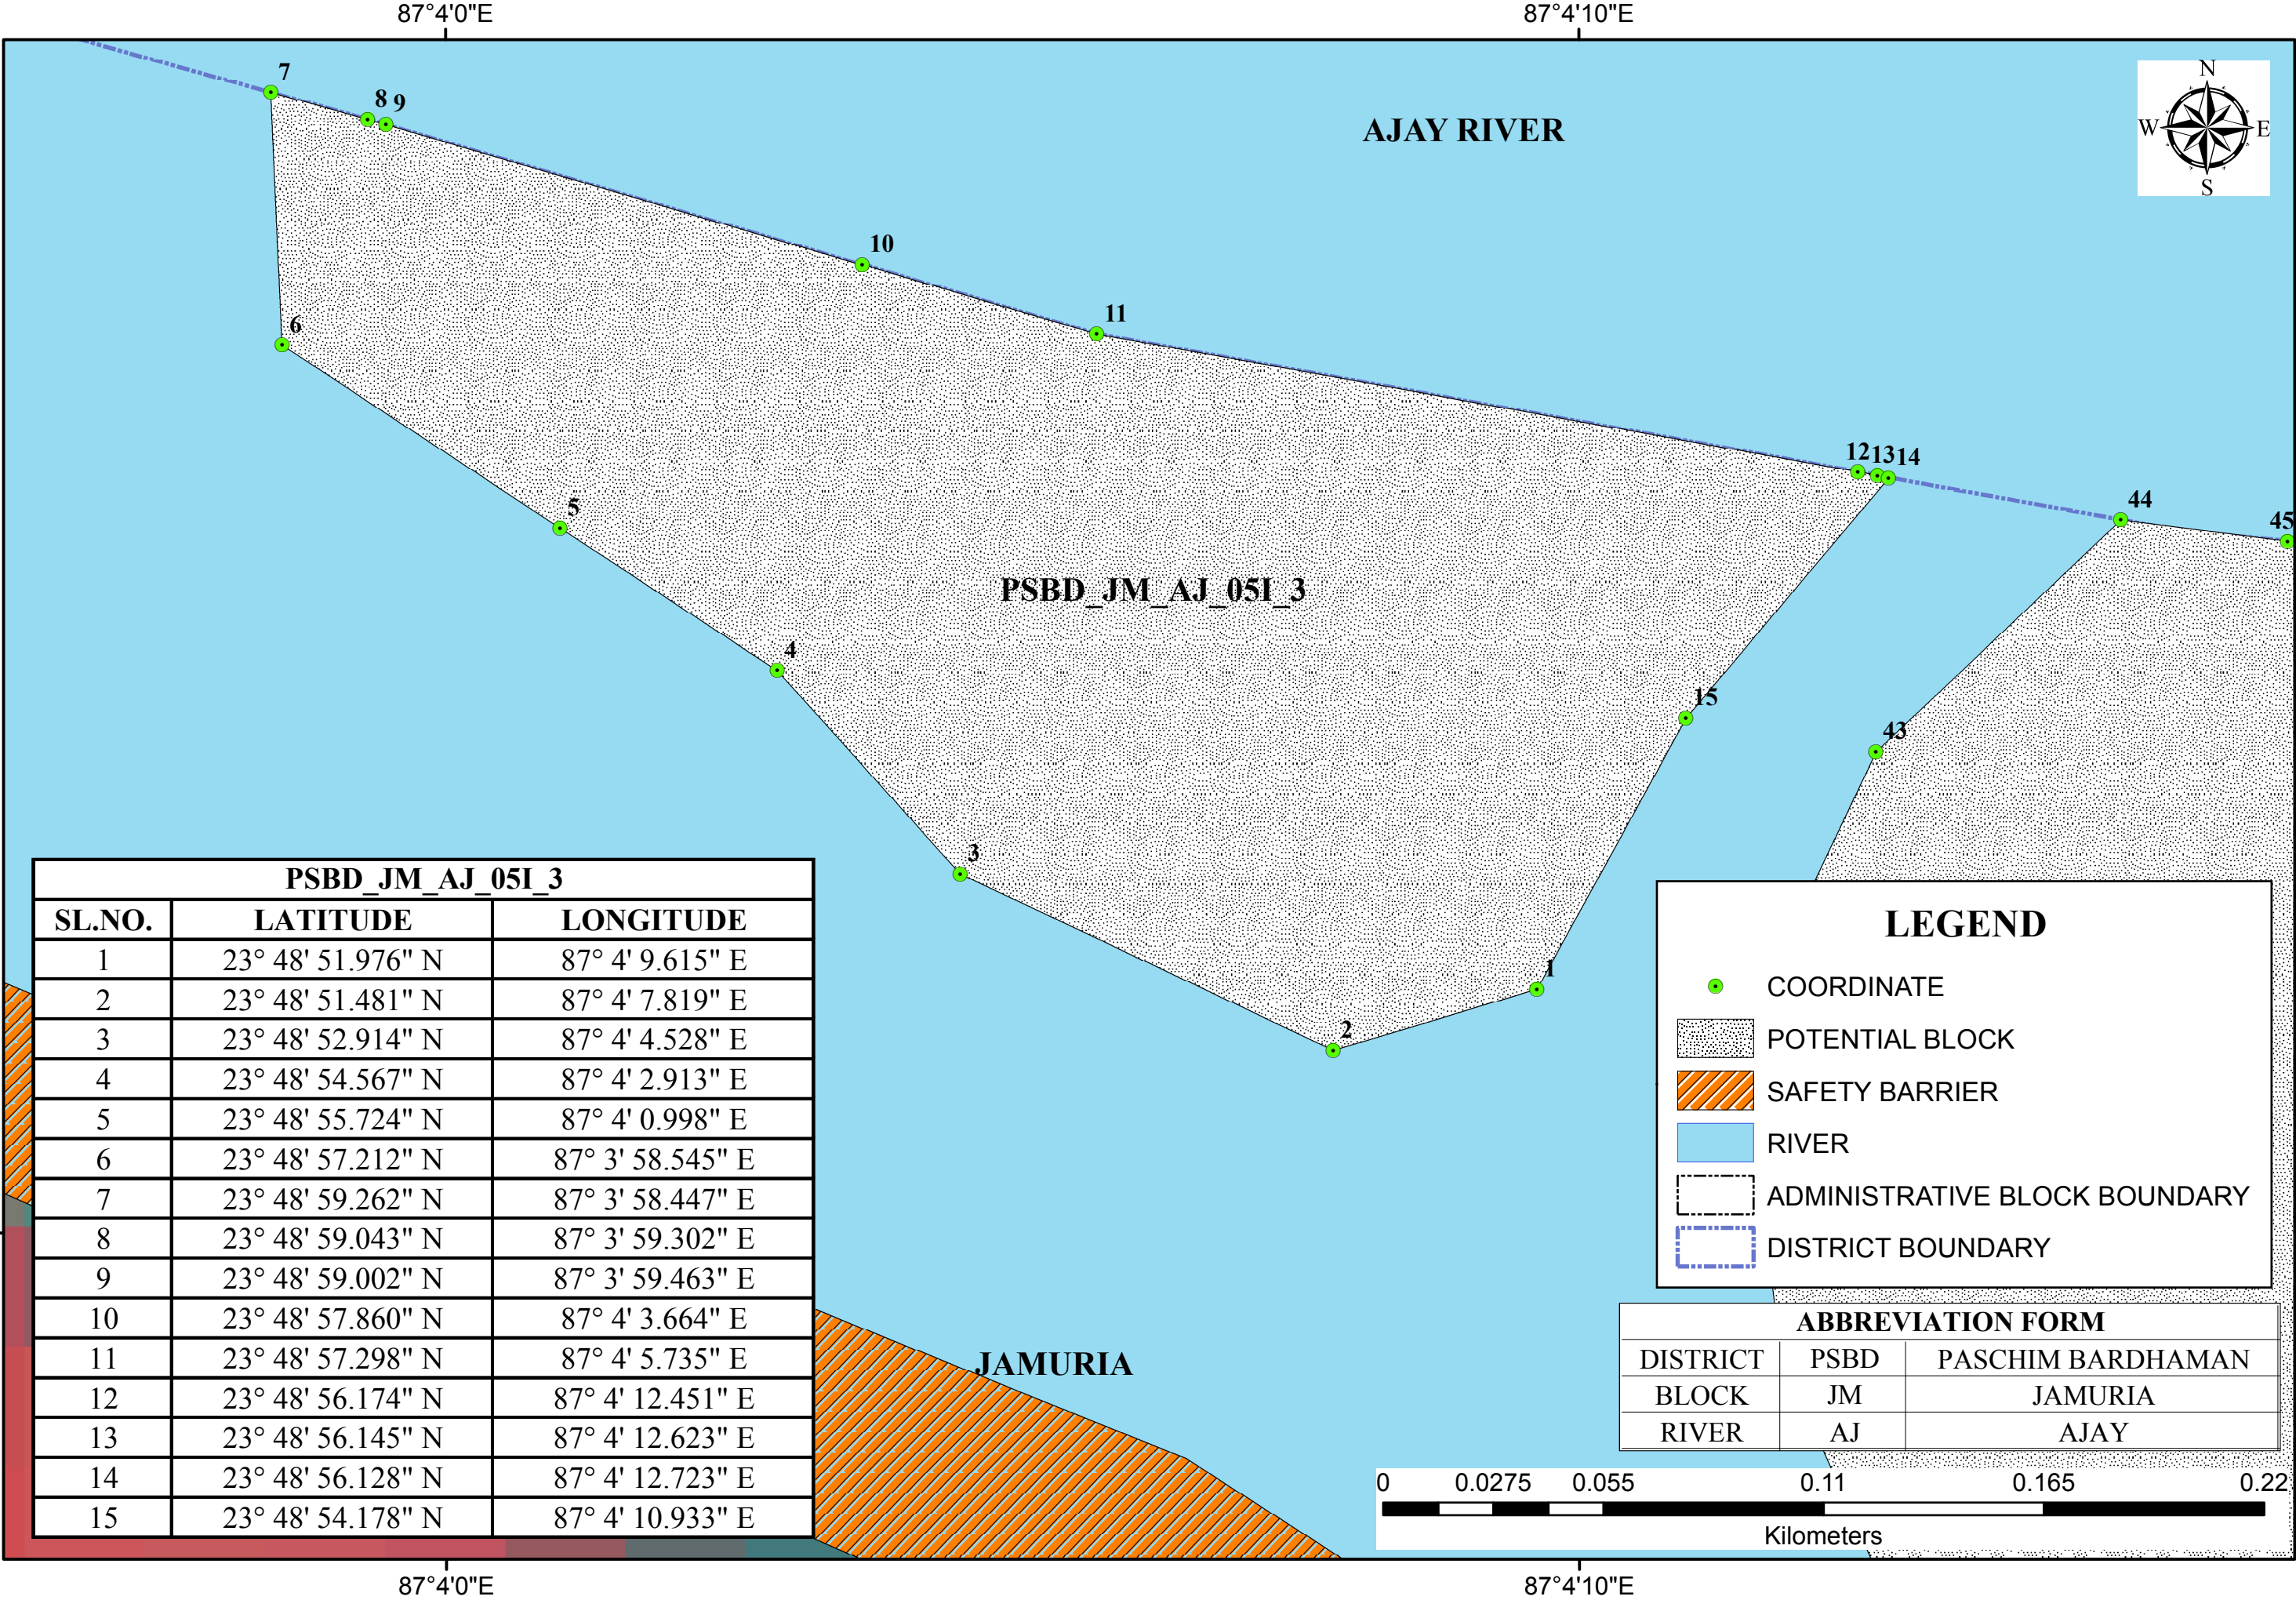 87°4'0"E 87°4'10"E
7
8 9
AJAY RIVER
N
W E
S
10
11
6
12 13 14
44
45
5
PSBD_JM_AJ_05I_3
4
15
43
3
1
2
PSBD_JM_AJ_05I_3
SL.NO. LATITUDE LONGITUDE
1 23° 48' 51.976" N 87° 4' 9.615" E
2 23° 48' 51.481" N 87° 4' 7.819" E
3 23° 48' 52.914" N 87° 4' 4.528" E
4 23° 48' 54.567" N 87° 4' 2.913" E
5 23° 48' 55.724" N 87° 4' 0.998" E
6 23° 48' 57.212" N 87° 3' 58.545" E
7 23° 48' 59.262" N 87° 3' 58.447" E
8 23° 48' 59.043" N 87° 3' 59.302" E
9 23° 48' 59.002" N 87° 3' 59.463" E
10 23° 48' 57.860" N 87° 4' 3.664" E
11 23° 48' 57.298" N 87° 4' 5.735" E
12 23° 48' 56.174" N 87° 4' 12.451" E
13 23° 48' 56.145" N 87° 4' 12.623" E
14 23° 48' 56.128" N 87° 4' 12.723" E
15 23° 48' 54.178" N 87° 4' 10.933" E
JAMURIA
LEGEND
COORDINATE
POTENTIAL BLOCK
SAFETY BARRIER
RIVER
ADMINISTRATIVE BLOCK BOUNDARY
DISTRICT BOUNDARY
ABBREVIATION FORM
DISTRICT PSBD PASCHIM BARDHAMAN
BLOCK JM JAMURIA
RIVER AJ AJAY
0 0.0275 0.055 0.11 0.165 0.22
Kilometers
87°4'0"E 87°4'10"E